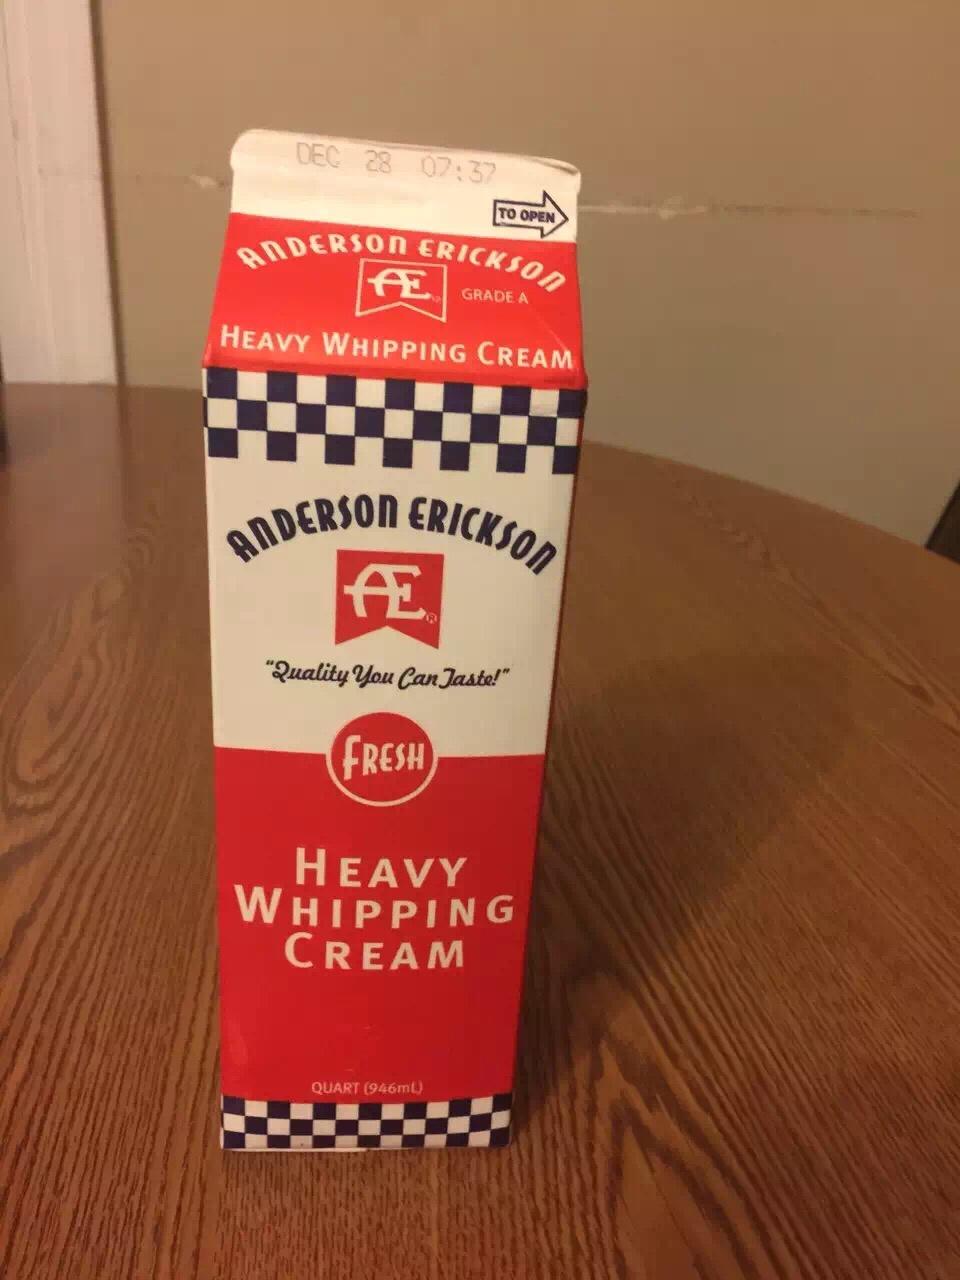 DEC 28 07:37
TO OPEN
ANDERSON ERICKSON
AE
GRADE A
HEAVY WHIPPING CREAM
ANDERSON ERICKSON
AE®
"Quality You Can Taste!"
FRESH
HEAVY
WHIPPING
CREAM
QUART (946mL)